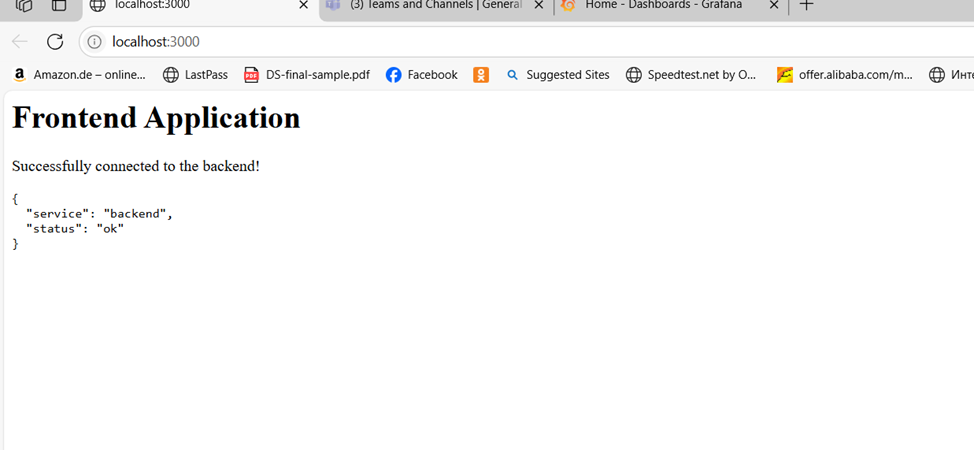 localhost:3000
(3) Teams and Channels | General
Home - Dashboards - Grafana
localhost:3000
Amazon.de – online...
LastPass
PDF
DS-final-sample.pdf
Facebook
Suggested Sites
Speedtest.net by O...
offer.alibaba.com/m...
Инте
Frontend Application
Successfully connected to the backend!
{
"service": "backend",
"status": "ok"
}